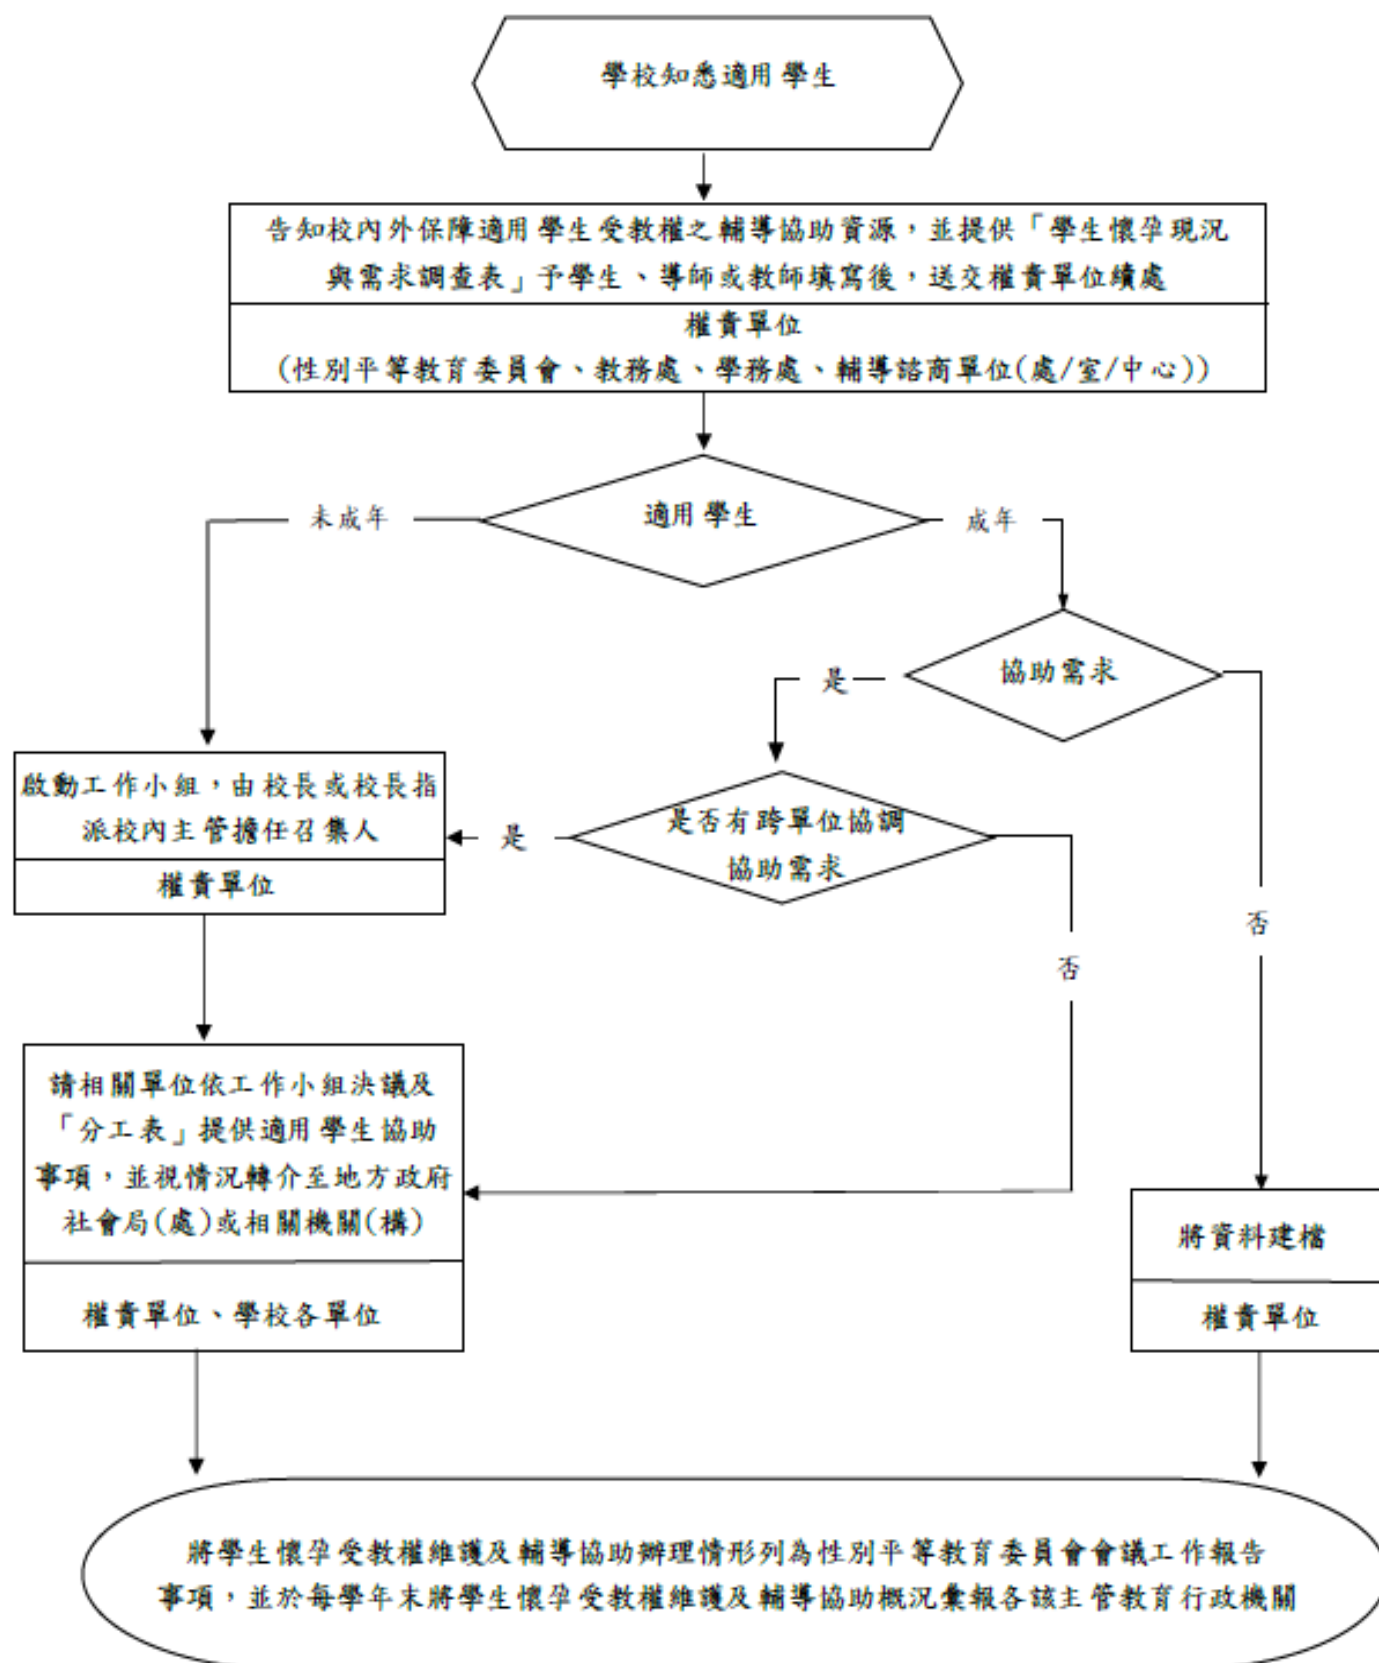 學校知悉適用學生
告知校內外保障適用學生受教權之輔導協助資源，並提供「學生懷孕現況
與需求調查表」予學生、導師或教師填寫後，送交權責單位續處
權責單位
(性別平等教育委員會、教務處、學務處、輔導諮商單位(處/室/中心))
適用學生
未成年
成年
協助需求
是
是否有跨單位協調
協助需求
是
啟動工作小組，由校長或校長指
派校內主管擔任召集人
權責單位
否
否
請相關單位依工作小組決議及
「分工表」提供適用學生協助
事項，並視情況轉介至地方政府
社會局(處)或相關機關(構)
權責單位、學校各單位
將資料建檔
權責單位
將學生懷孕受教權維護及輔導協助辦理情形列為性別平等教育委員會會議工作報告
事項，並於每學年末將學生懷孕受教權維護及輔導協助概況彙報各該主管教育行政機關